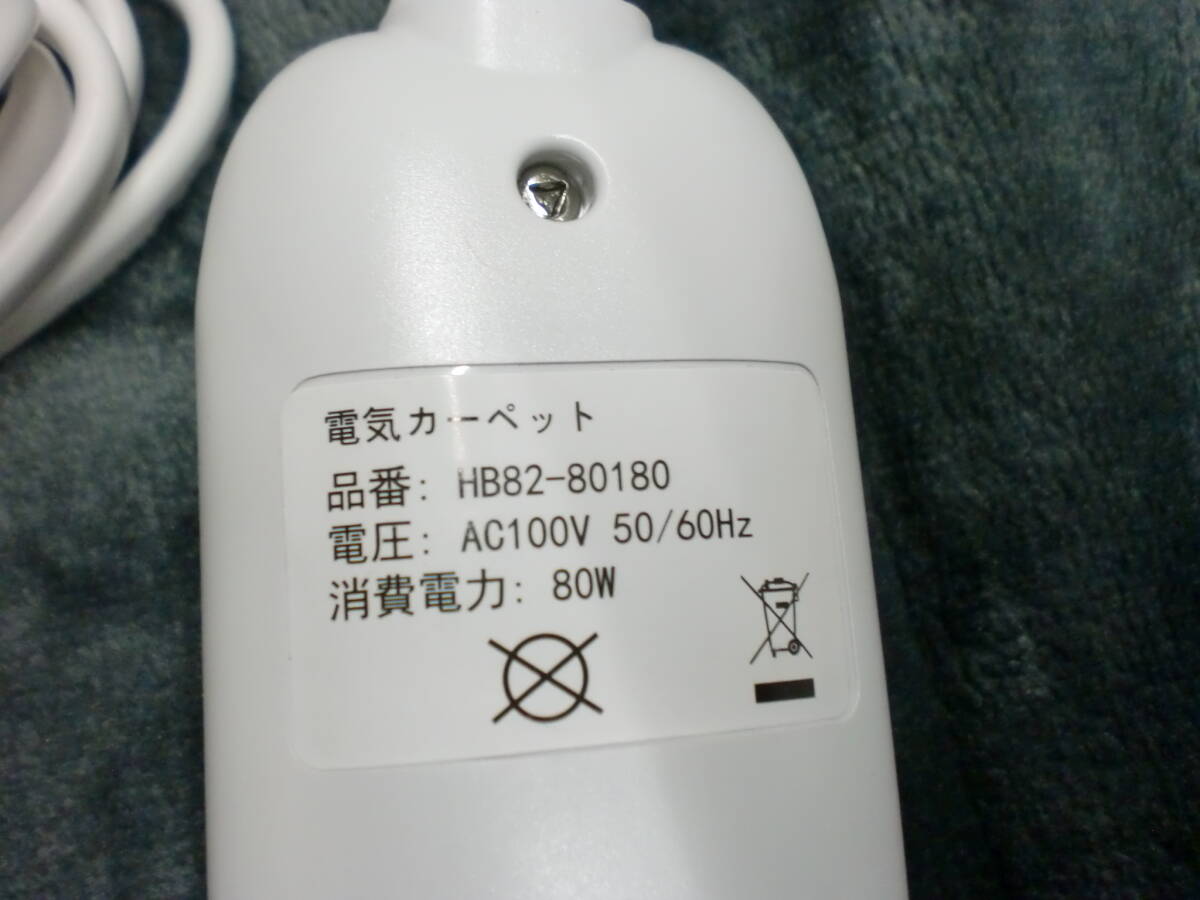 電気カーペット
品番: HB82-80180
電圧: AC100V 50/60Hz
消費電力: 80W